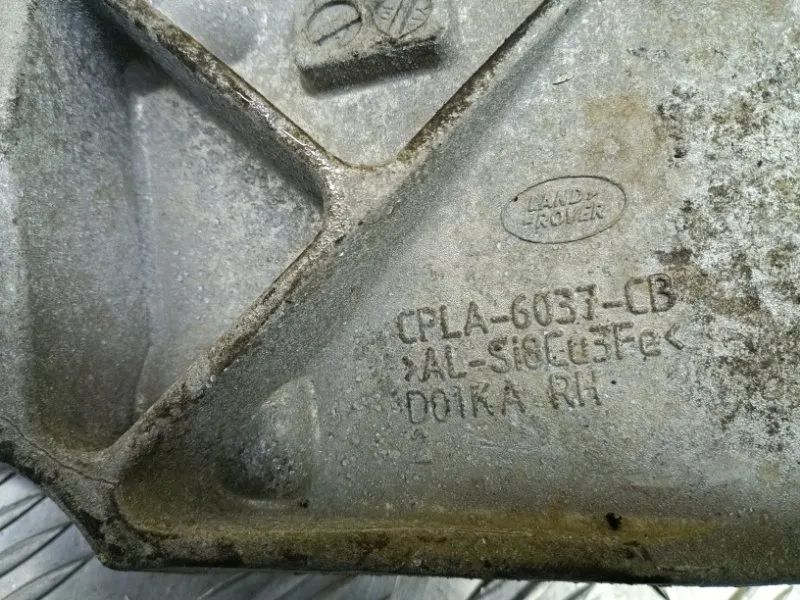 LAND
ROVER
CPLA-6037-CB
>AL-Si8Cu3Fe<
D01KA RH
2